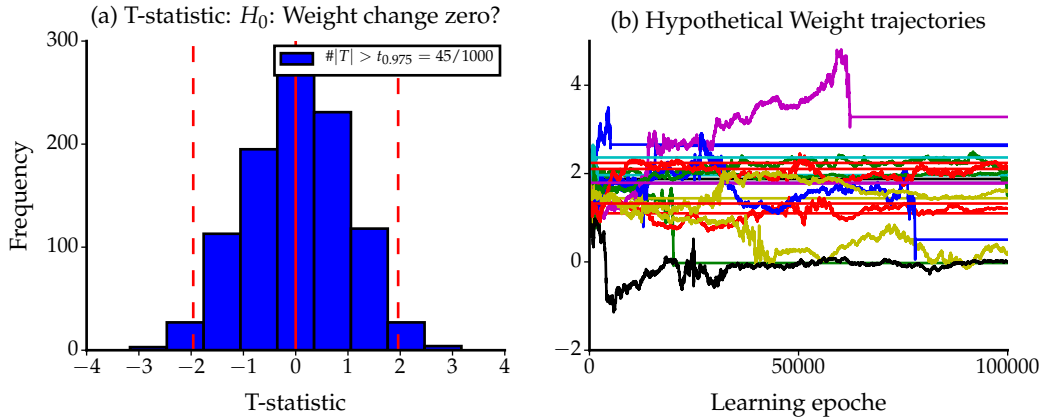 (a) T-statistic: H₀: Weight change zero?
#|T| > t₀.₉₇₅ = 45/1000
Frequency
300
200
100
0
−4 −3 −2 −1 0 1 2 3 4
T-statistic
(b) Hypothetical Weight trajectories
4
2
0
−2
0 50000 100000
Learning epoche